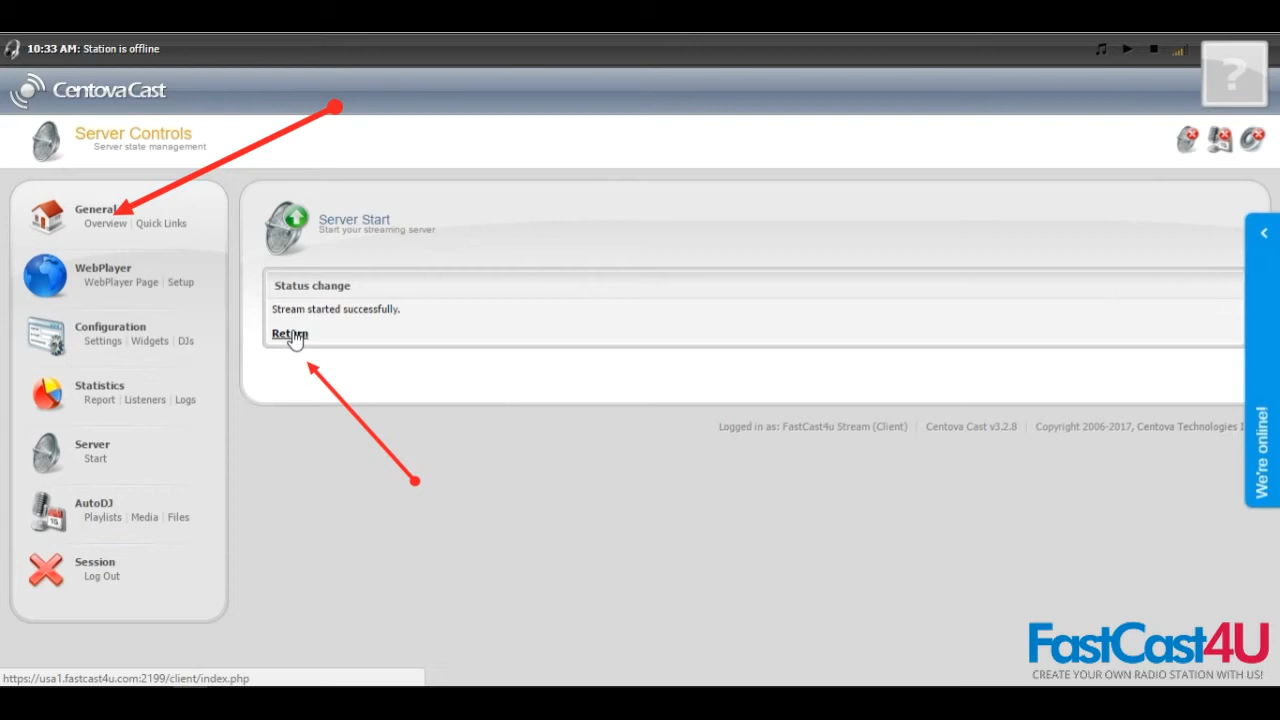 10:33 AM: Station is offline
CentovaCast
Server Controls
Server state management
General
Overview | Quick Links
WebPlayer
WebPlayer Page | Setup
Configuration
Settings | Widgets | DJs
Statistics
Report | Listeners | Logs
Server
Start
AutoDJ
Playlists | Media | Files
Session
Log Out
Server Start
Start your streaming server
Status change
Stream started successfully.
Return
Logged in as: FastCast4u Stream (Client) | Centova Cast v3.2.8 | Copyright 2006-2017, Centova Technologies I
We're online!
FastCast4U
CREATE YOUR OWN RADIO STATION WITH US!
https://usa1.fastcast4u.com:2199/client/index.php